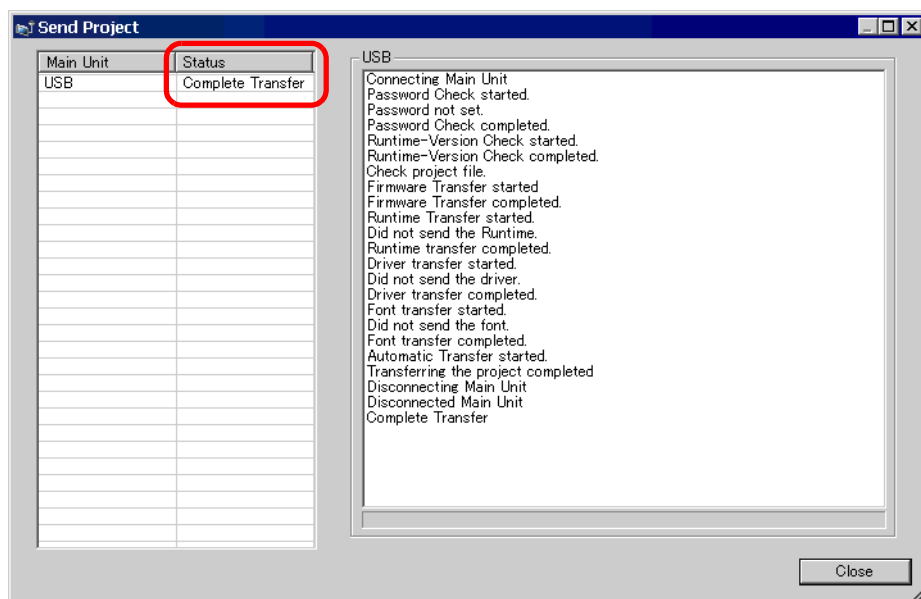 Send Project
Main Unit Status
USB Complete Transfer
USB
Connecting Main Unit
Password Check started.
Password not set.
Password Check completed.
Runtime-Version Check started.
Runtime-Version Check completed.
Check project file.
Firmware Transfer started
Firmware Transfer completed.
Runtime Transfer started.
Did not send the Runtime.
Runtime transfer completed.
Driver transfer started.
Did not send the driver.
Driver transfer completed.
Font transfer started.
Did not send the font.
Font transfer completed.
Automatic Transfer started.
Transferring the project completed
Disconnecting Main Unit
Disconnected Main Unit
Complete Transfer
Close